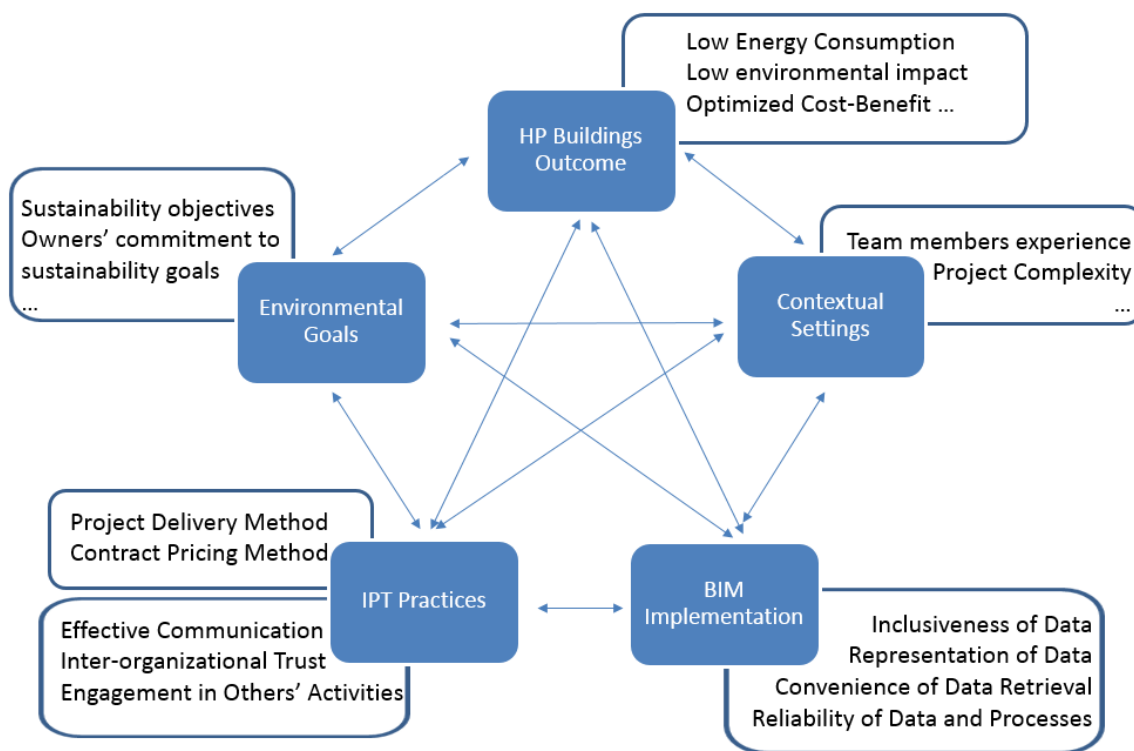 Low Energy Consumption
Low environmental impact
Optimized Cost-Benefit ...
HP Buildings
Outcome
Sustainability objectives
Owners’ commitment to
sustainability goals
...
Environmental
Goals
Team members experience
Project Complexity
...
Contextual
Settings
Project Delivery Method
Contract Pricing Method
IPT Practices
Effective Communication
Inter-organizational Trust
Engagement in Others’ Activities
BIM
Implementation
Inclusiveness of Data
Representation of Data
Convenience of Data Retrieval
Reliability of Data and Processes